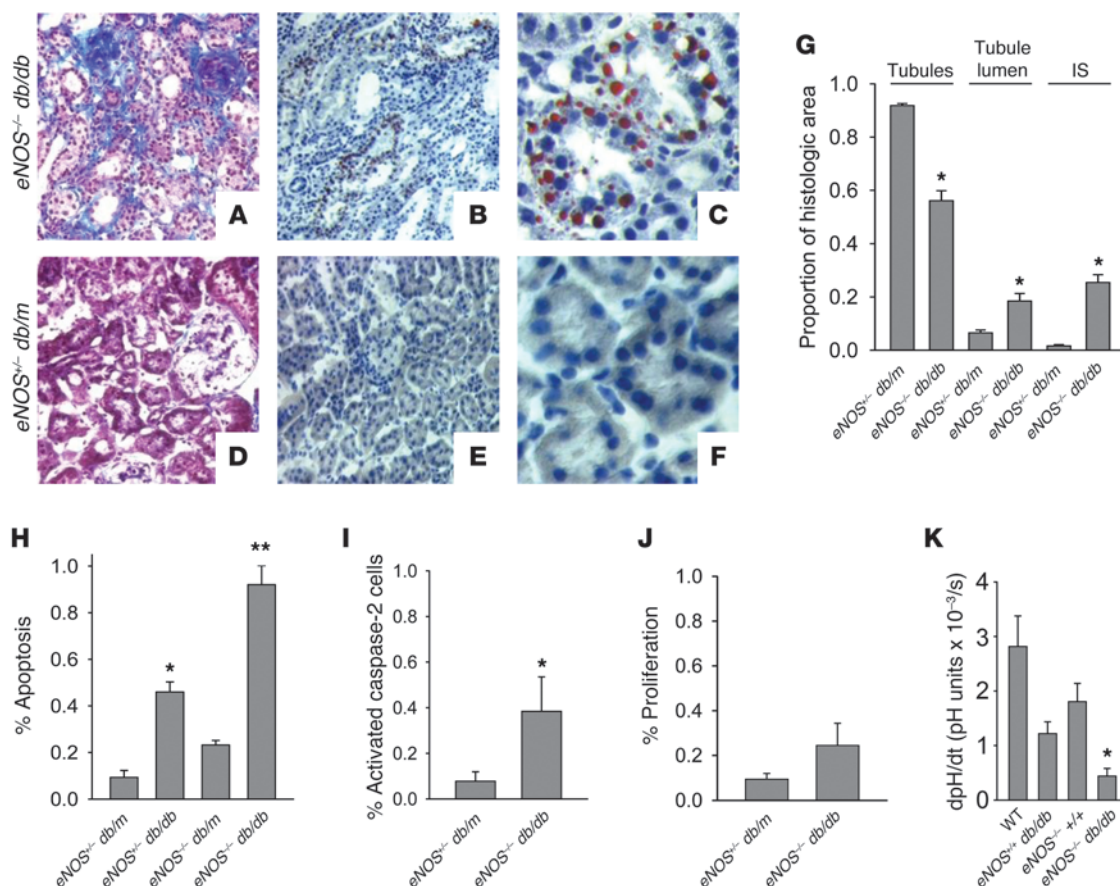 eNOS⁻/⁻ db/db
A
B
C
eNOS⁺/⁻ db/m
D
E
F
G
Tubules
Tubule
lumen
IS
Proportion of histologic area
1.0
0.8
0.6
0.4
0.2
0.0
*
*
*
eNOS⁺/⁻ db/m
eNOS⁻/⁻ db/db
eNOS⁺/⁻ db/m
eNOS⁻/⁻ db/db
eNOS⁺/⁻ db/m
eNOS⁻/⁻ db/db
H
% Apoptosis
1.0
0.8
0.6
0.4
0.2
0.0
*
**
eNOS⁺/⁻ db/m
eNOS⁺/⁻ db/db
eNOS⁻/⁻ db/m
eNOS⁻/⁻ db/db
I
% Activated caspase-2 cells
1.0
0.8
0.6
0.4
0.2
0.0
*
eNOS⁺/⁻ db/m
eNOS⁻/⁻ db/db
J
% Proliferation
1.0
0.8
0.6
0.4
0.2
0.0
eNOS⁺/⁻ db/m
eNOS⁻/⁻ db/db
K
dpH/dt (pH units x 10⁻³/s)
4
3
2
1
0
*
WT
eNOS⁺/⁺ db/db
eNOS⁻/⁻ +/+
eNOS⁻/⁻ db/db